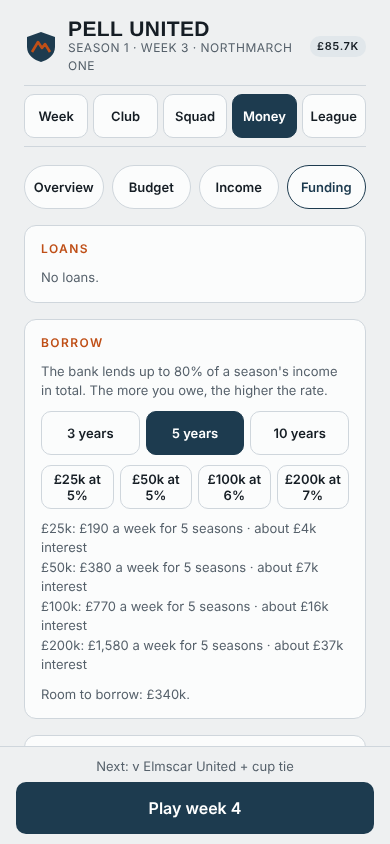 PELL UNITED
SEASON 1 · WEEK 3 · NORTHMARCH
ONE
£85.7K
Week
Club
Squad
Money
League
Overview
Budget
Income
Funding
LOANS
No loans.
BORROW
The bank lends up to 80% of a season's income
in total. The more you owe, the higher the rate.
3 years
5 years
10 years
£25k at
5%
£50k at
5%
£100k at
6%
£200k at
7%
£25k: £190 a week for 5 seasons · about £4k
interest
£50k: £380 a week for 5 seasons · about £7k
interest
£100k: £770 a week for 5 seasons · about £16k
interest
£200k: £1,580 a week for 5 seasons · about £37k
interest
Room to borrow: £340k.
Next: v Elmscar United + cup tie
Play week 4